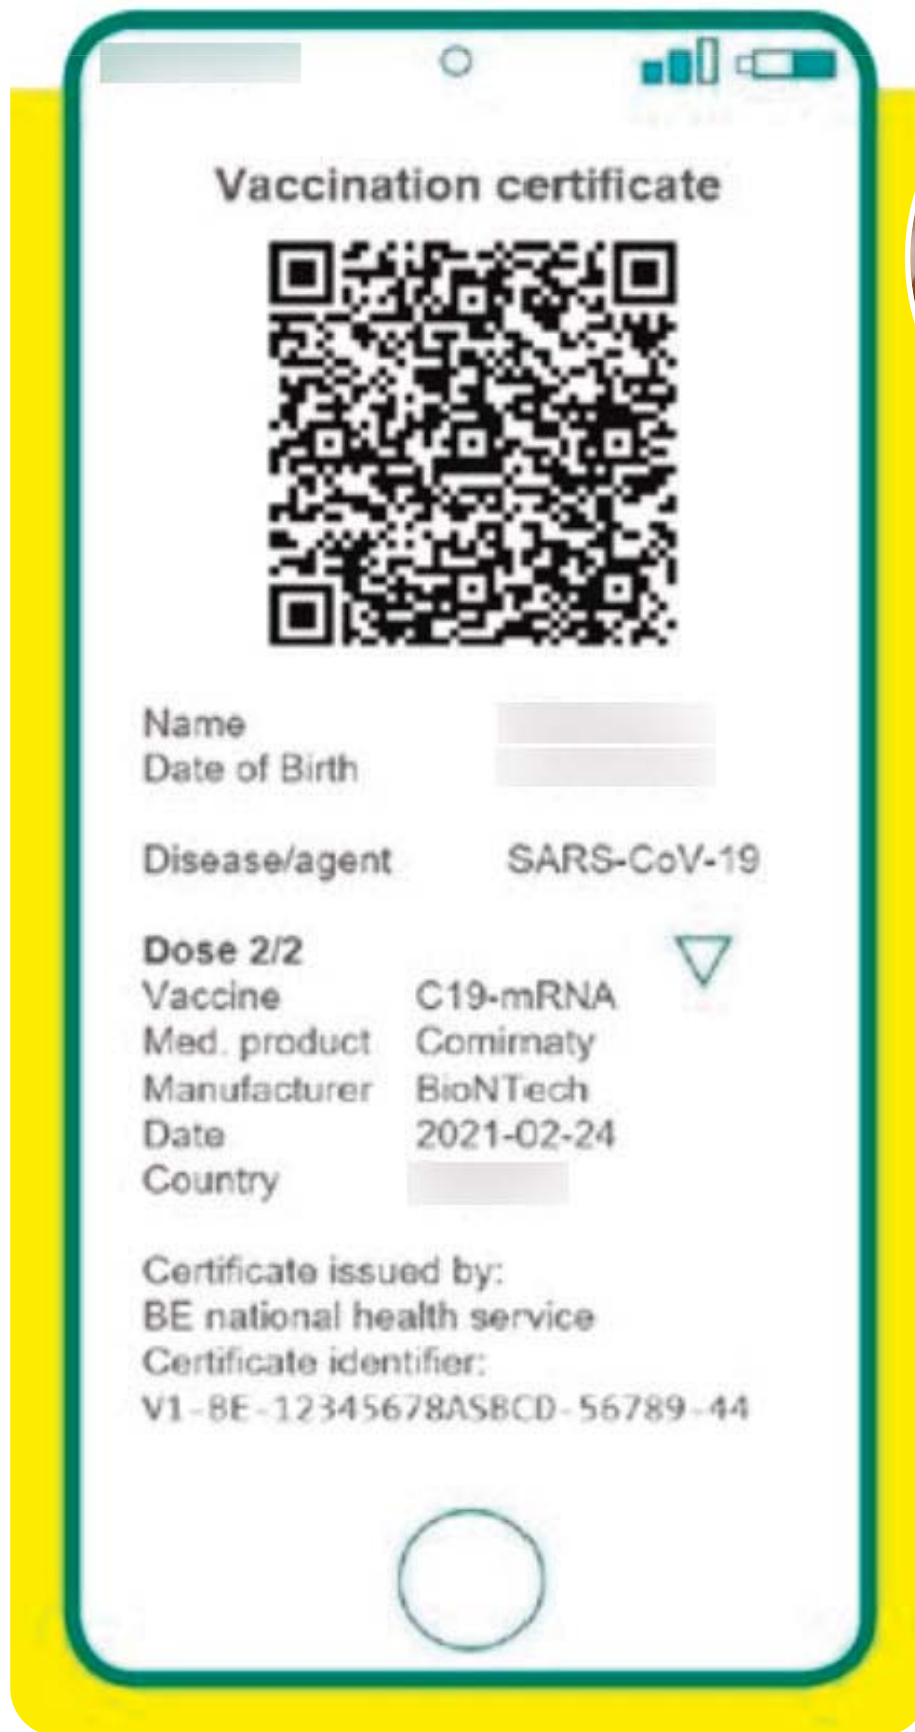 Vaccination certificate
Name
Date of Birth
Disease/agent SARS-CoV-19
Dose 2/2
Vaccine C19-mRNA
Med. product Comirnaty
Manufacturer BioNTech
Date 2021-02-24
Country
Certificate issued by:
BE national health service
Certificate identifier:
V1-BE-12345678ASBCD-56789-44